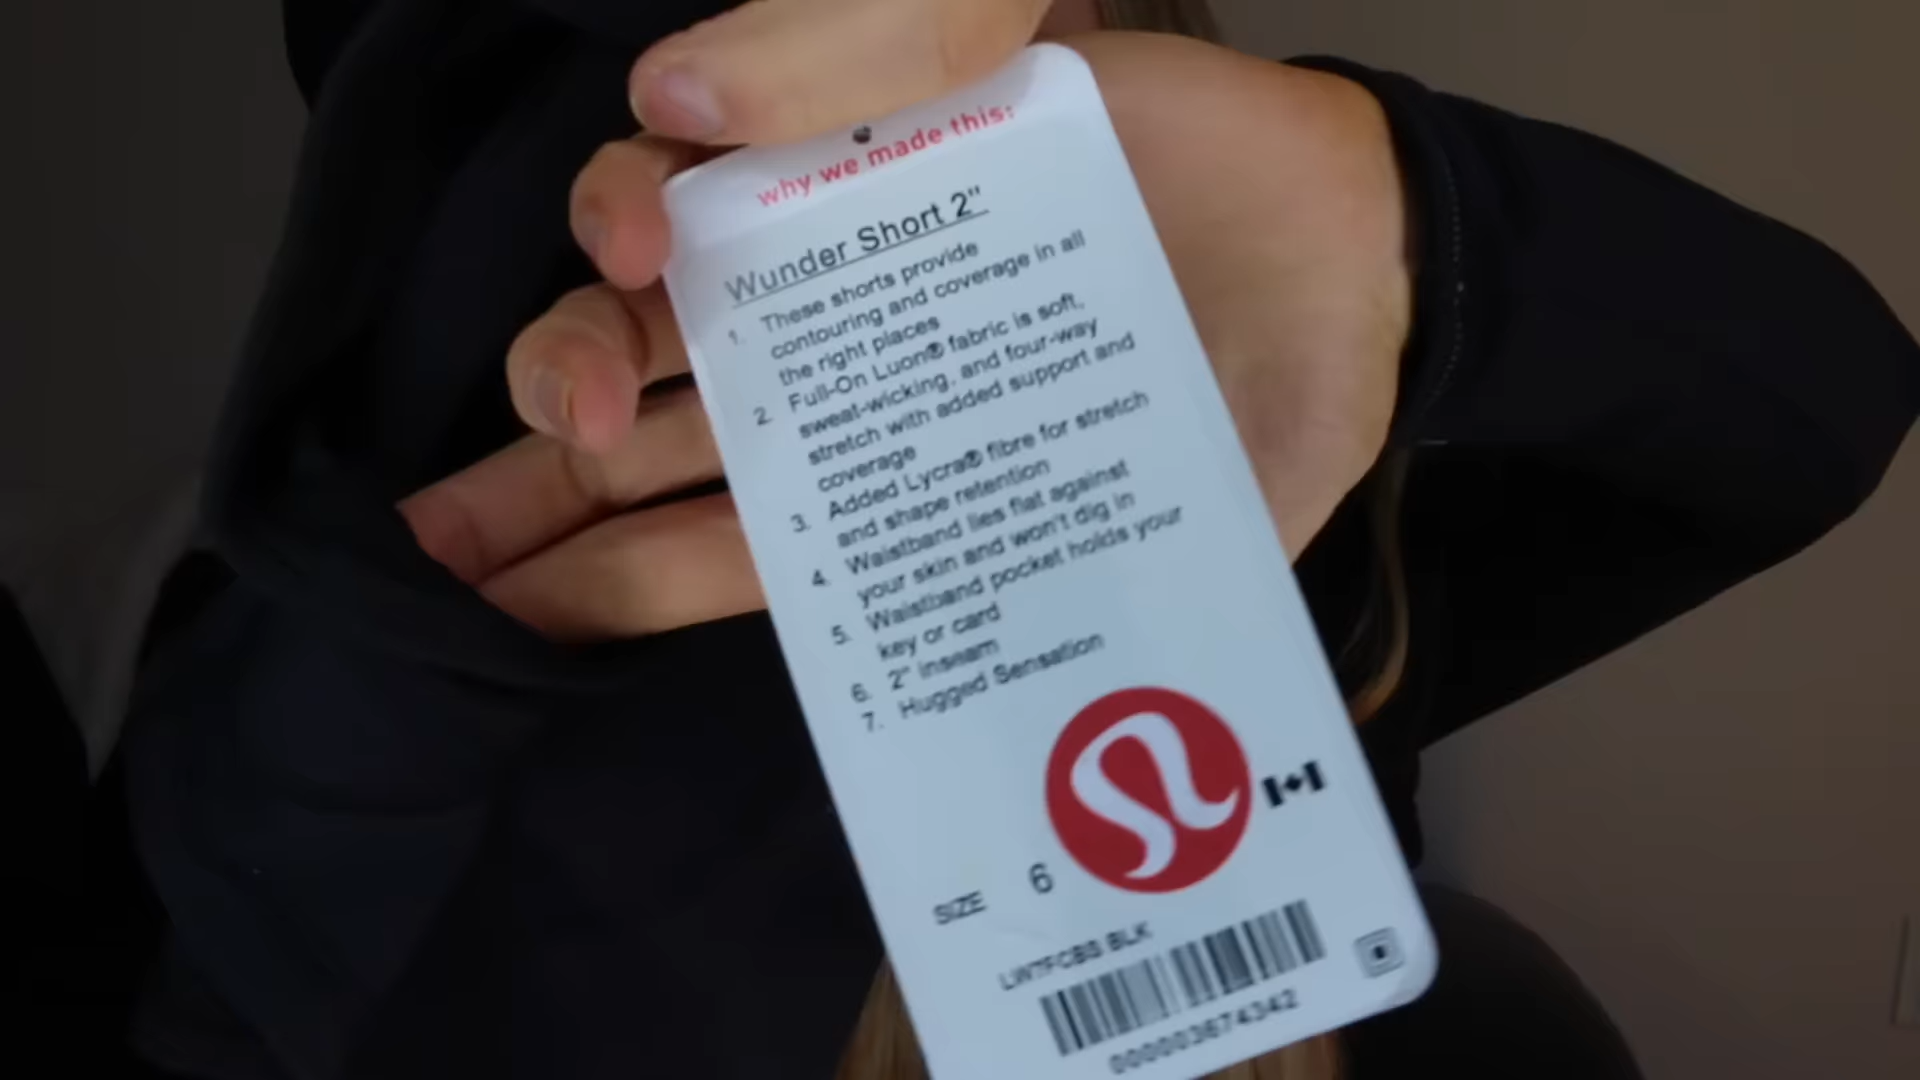 why we made this:
Wunder Short 2"
1. These shorts provide
contouring and coverage in all
the right places
2. Full-On Luon® fabric is soft,
sweat-wicking, and four-way
stretch with added support and
coverage
3. Added Lycra® fibre for stretch
and shape retention
4. Waistband lies flat against
your skin and won't dig in
5. Waistband pocket holds your
key or card
6. 2" inseam
7. Hugged Sensation
SIZE 6
LW7FCBS BLK
000003674342